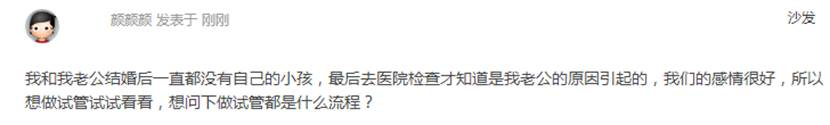 颜颜颜 发表于 刚刚
沙发
我和我老公结婚后一直都没有自己的小孩，最后去医院检查才知道是我老公的原因引起的，我们的感情很好，所以
想做试管试试看看，想问下做试管都是什么流程？